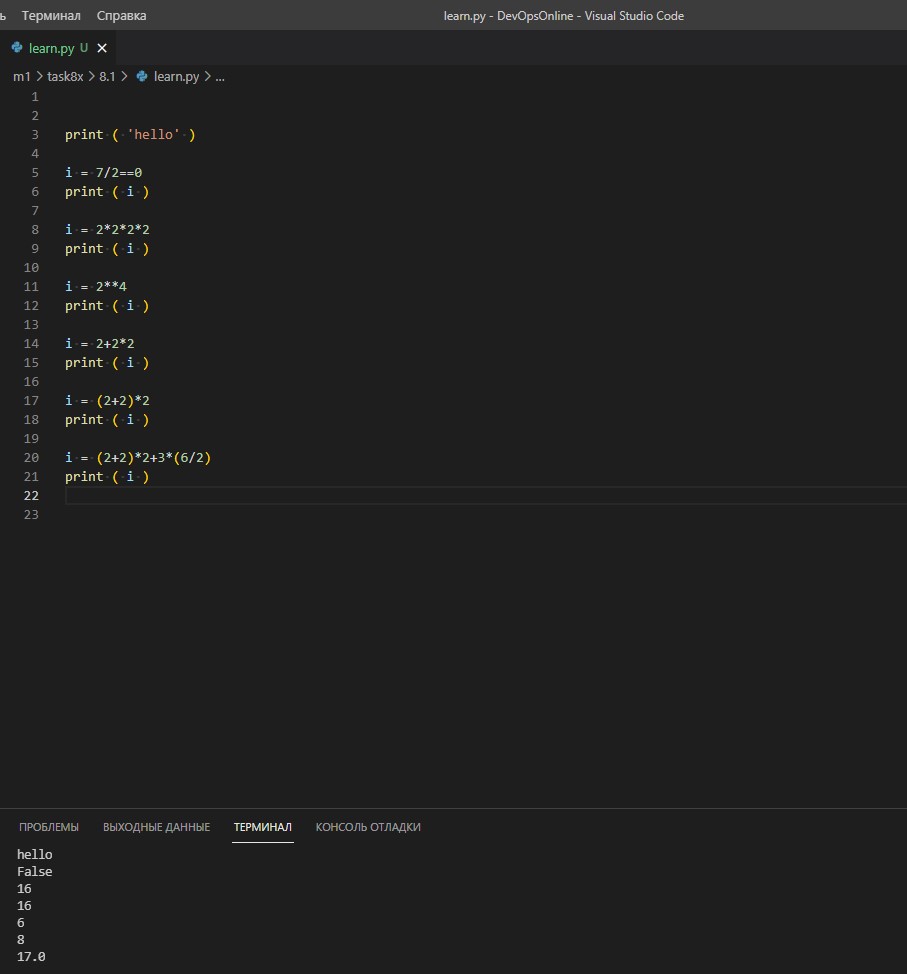 ь Терминал Справка learn.py - DevOpsOnline - Visual Studio Code
learn.py U ×
m1 > task8x > 8.1 > learn.py > ...
1
2
3 print ( 'hello' )
4
5 i = 7/2==0
6 print ( i )
7
8 i = 2*2*2*2
9 print ( i )
10
11 i = 2**4
12 print ( i )
13
14 i = 2+2*2
15 print ( i )
16
17 i = (2+2)*2
18 print ( i )
19
20 i = (2+2)*2+3*(6/2)
21 print ( i )
22
23
ПРОБЛЕМЫ ВЫХОДНЫЕ ДАННЫЕ ТЕРМИНАЛ КОНСОЛЬ ОТЛАДКИ
hello
False
16
16
6
8
17.0